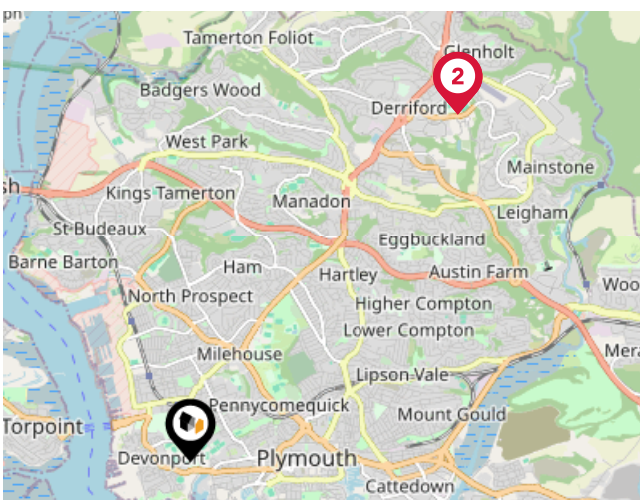 ph
Tamerton Foliot
Glenholt
2
Badgers Wood
Derriford
West Park
Mainstone
sh
Kings Tamerton
Manadon
Leigham
St Budeaux
Eggbuckland
Barne Barton
Ham
Hartley
Austin Farm
Woo
North Prospect
Higher Compton
Lower Compton
Milehouse
Mera
Lipson Vale
Pennycomequick
Mount Gould
Torpoint
Devonport
Plymouth
Cattedown